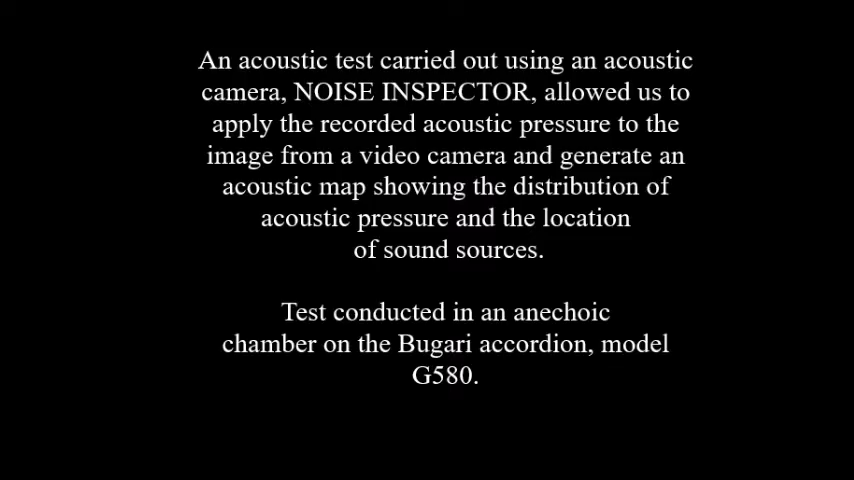 An acoustic test carried out using an acoustic
camera, NOISE INSPECTOR, allowed us to
apply the recorded acoustic pressure to the
image from a video camera and generate an
acoustic map showing the distribution of
acoustic pressure and the location
of sound sources.
Test conducted in an anechoic
chamber on the Bugari accordion, model
G580.